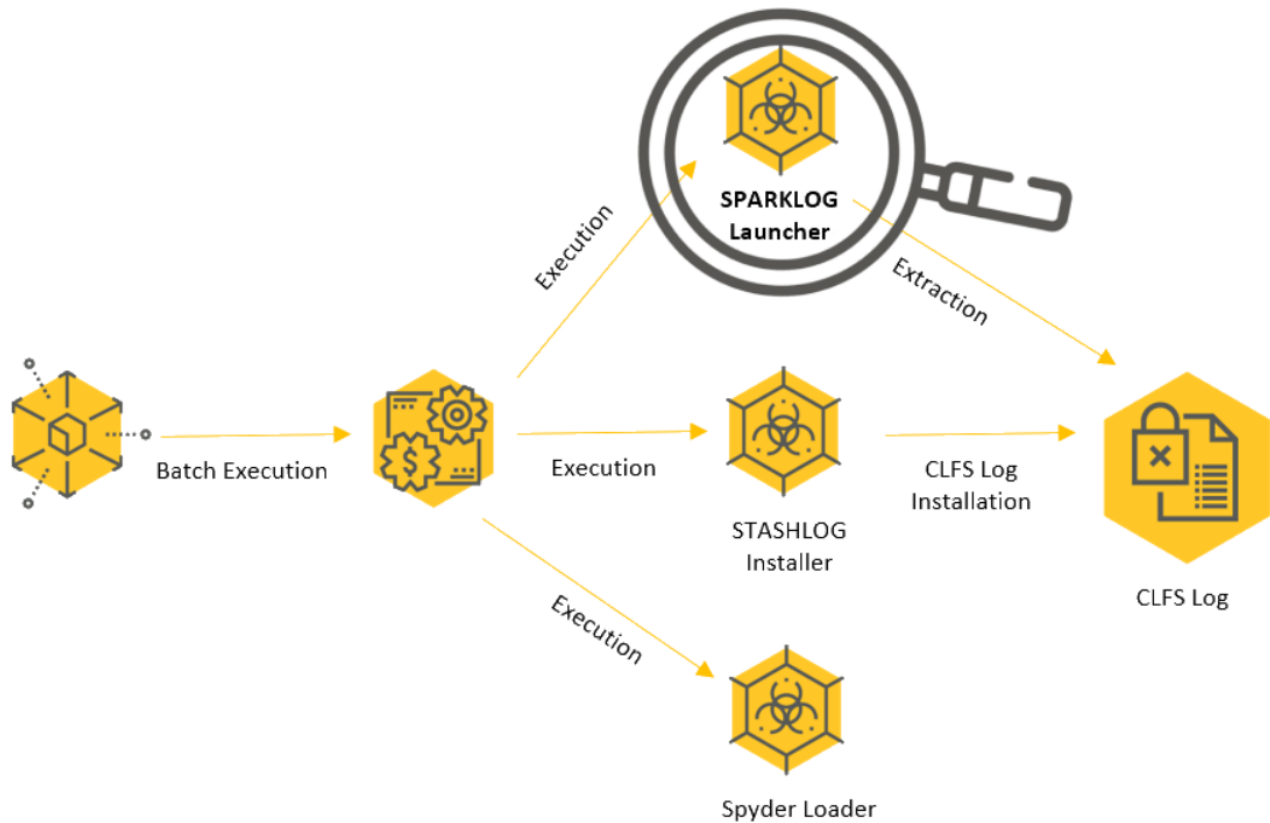 SPARKLOG
Launcher
Execution
Extraction
Batch Execution
Execution
CLFS Log
Installation
STASHLOG
Installer
CLFS Log
Execution
Spyder Loader
$